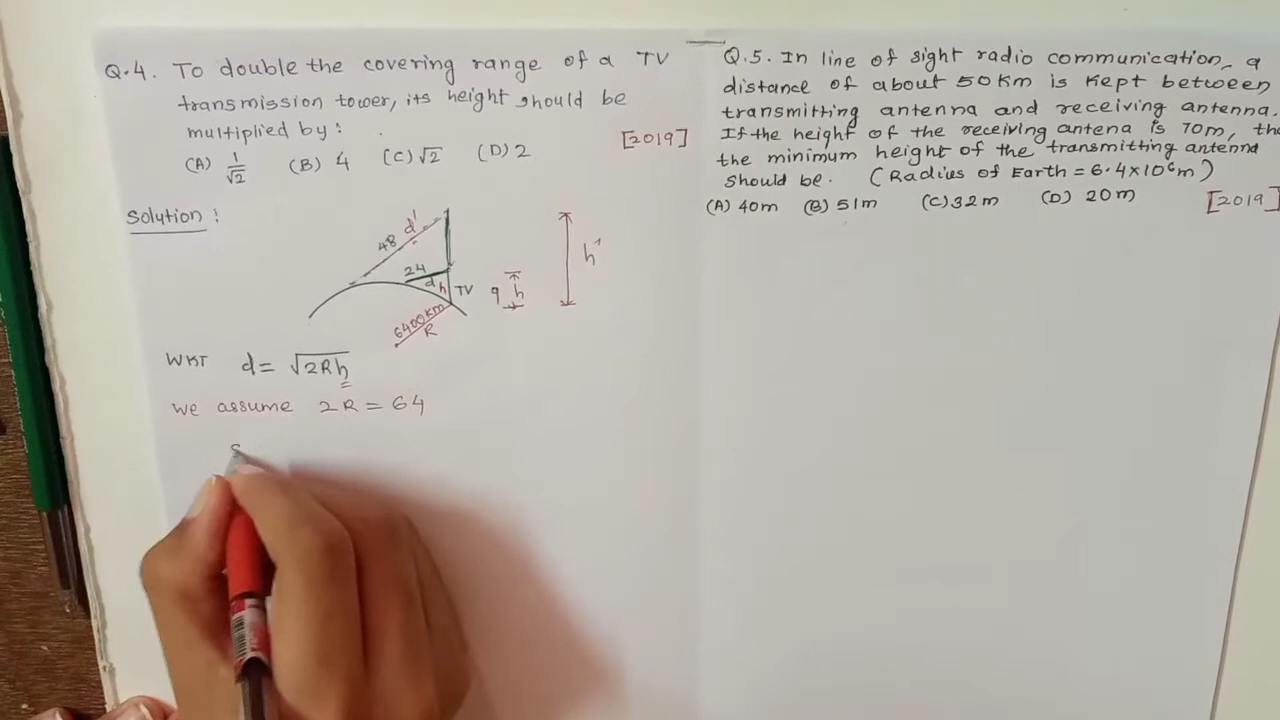 Q.4. To double the covering range of a TV
transmission tower, its height should be
multiplied by:
[2019]
(A) 1/√2 (B) 4 (C) √2 (D) 2
Solution:
48 d'
24
d h TV
9 h
h'
6400km
R
WKT d = √2Rh
we assume 2R = 64
Q.5. In line of sight radio communication, a
distance of about 50Km is kept between
transmitting antenna and receiving antenna.
If the height of the receiving antena is 70m, the
the minimum height of the transmitting antenna
should be. (Radius of Earth = 6.4×10⁶m)
(A) 40m (B) 51m (C) 32m (D) 20m
[2019]